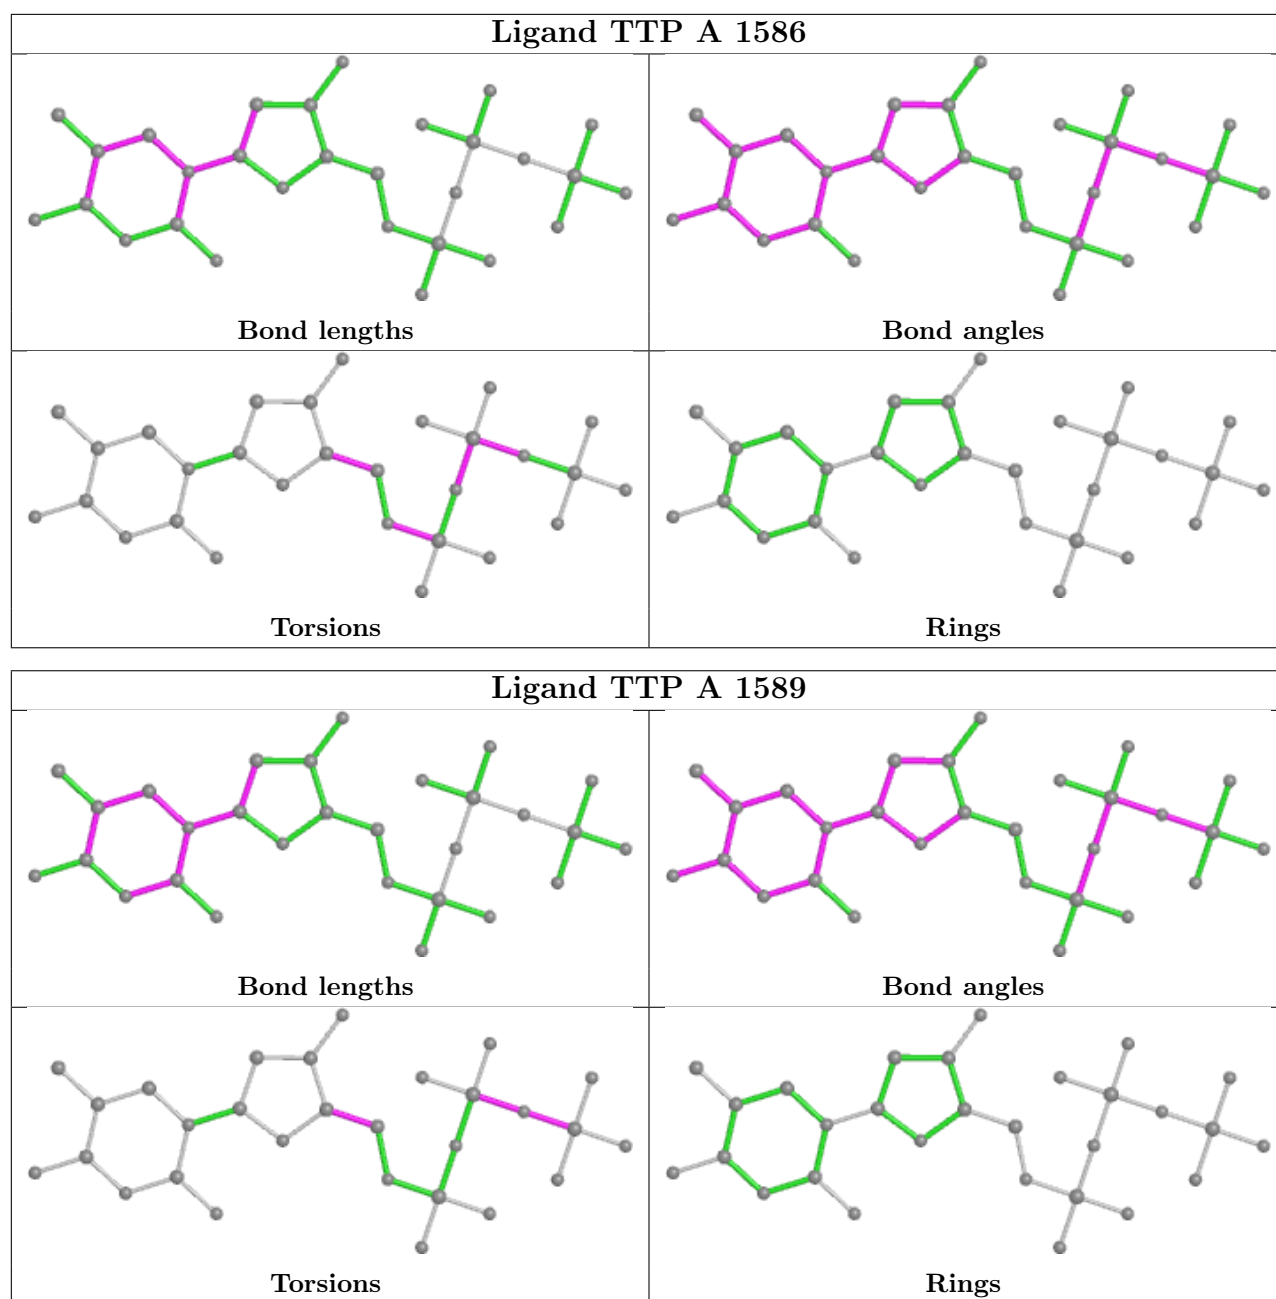 Ligand TTP A 1586
Bond lengths
Bond angles
Torsions
Rings
Ligand TTP A 1589
Bond lengths
Bond angles
Torsions
Rings